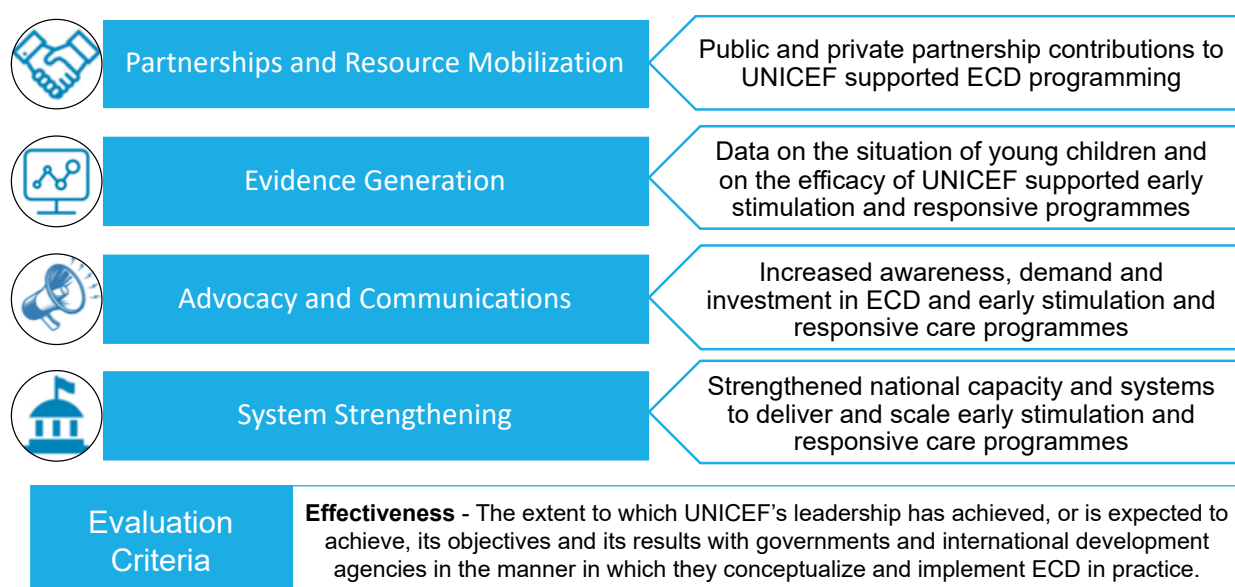 Partnerships and Resource Mobilization
Public and private partnership contributions to
UNICEF supported ECD programming
Evidence Generation
Data on the situation of young children and
on the efficacy of UNICEF supported early
stimulation and responsive programmes
Advocacy and Communications
Increased awareness, demand and
investment in ECD and early stimulation and
responsive care programmes
System Strengthening
Strengthened national capacity and systems
to deliver and scale early stimulation and
responsive care programmes
Evaluation
Criteria
Effectiveness - The extent to which UNICEF’s leadership has achieved, or is expected to
achieve, its objectives and its results with governments and international development
agencies in the manner in which they conceptualize and implement ECD in practice.